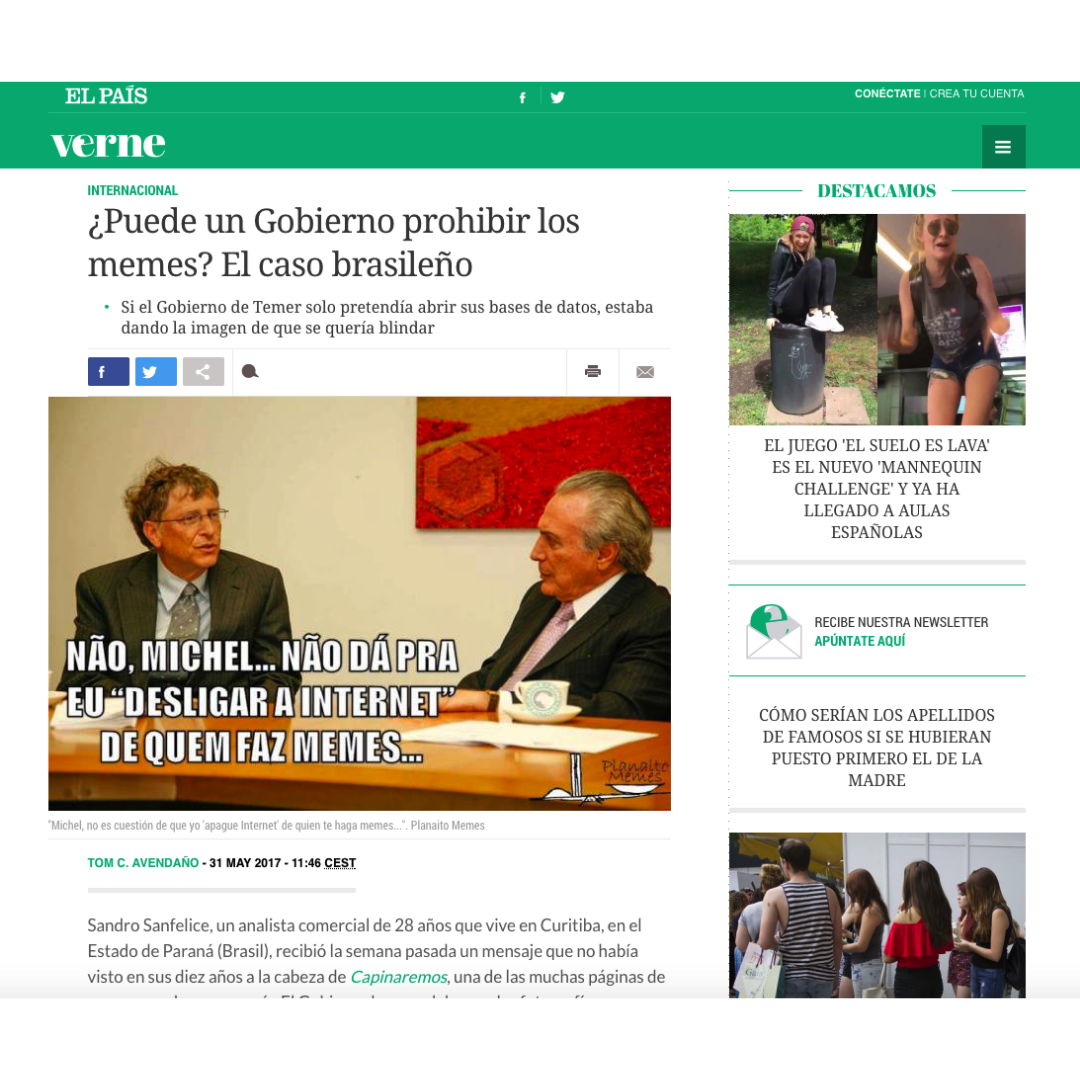 EL PAÍS
CONÉCTATE | CREA TU CUENTA
verne
INTERNACIONAL
¿Puede un Gobierno prohibir los
memes? El caso brasileño
• Si el Gobierno de Temer solo pretendía abrir sus bases de datos, estaba
dando la imagen de que se quería blindar
NÃO, MICHEL... NÃO DÁ PRA
EU “DESLIGAR A INTERNET”
DE QUEM FAZ MEMES...
Planaito
Memes
"Michel, no es cuestión de que yo 'apague Internet' de quien te haga memes...". Planaito Memes
TOM C. AVENDAÑO - 31 MAY 2017 - 11:46 CEST
Sandro Sanfelice, un analista comercial de 28 años que vive en Curitiba, en el
Estado de Paraná (Brasil), recibió la semana pasada un mensaje que no había
visto en sus diez años a la cabeza de Capinaremos, una de las muchas páginas de
DESTACAMOS
EL JUEGO 'EL SUELO ES LAVA'
ES EL NUEVO 'MANNEQUIN
CHALLENGE' Y YA HA
LLEGADO A AULAS
ESPAÑOLAS
RECIBE NUESTRA NEWSLETTER
APÚNTATE AQUÍ
CÓMO SERÍAN LOS APELLIDOS
DE FAMOSOS SI SE HUBIERAN
PUESTO PRIMERO EL DE LA
MADRE